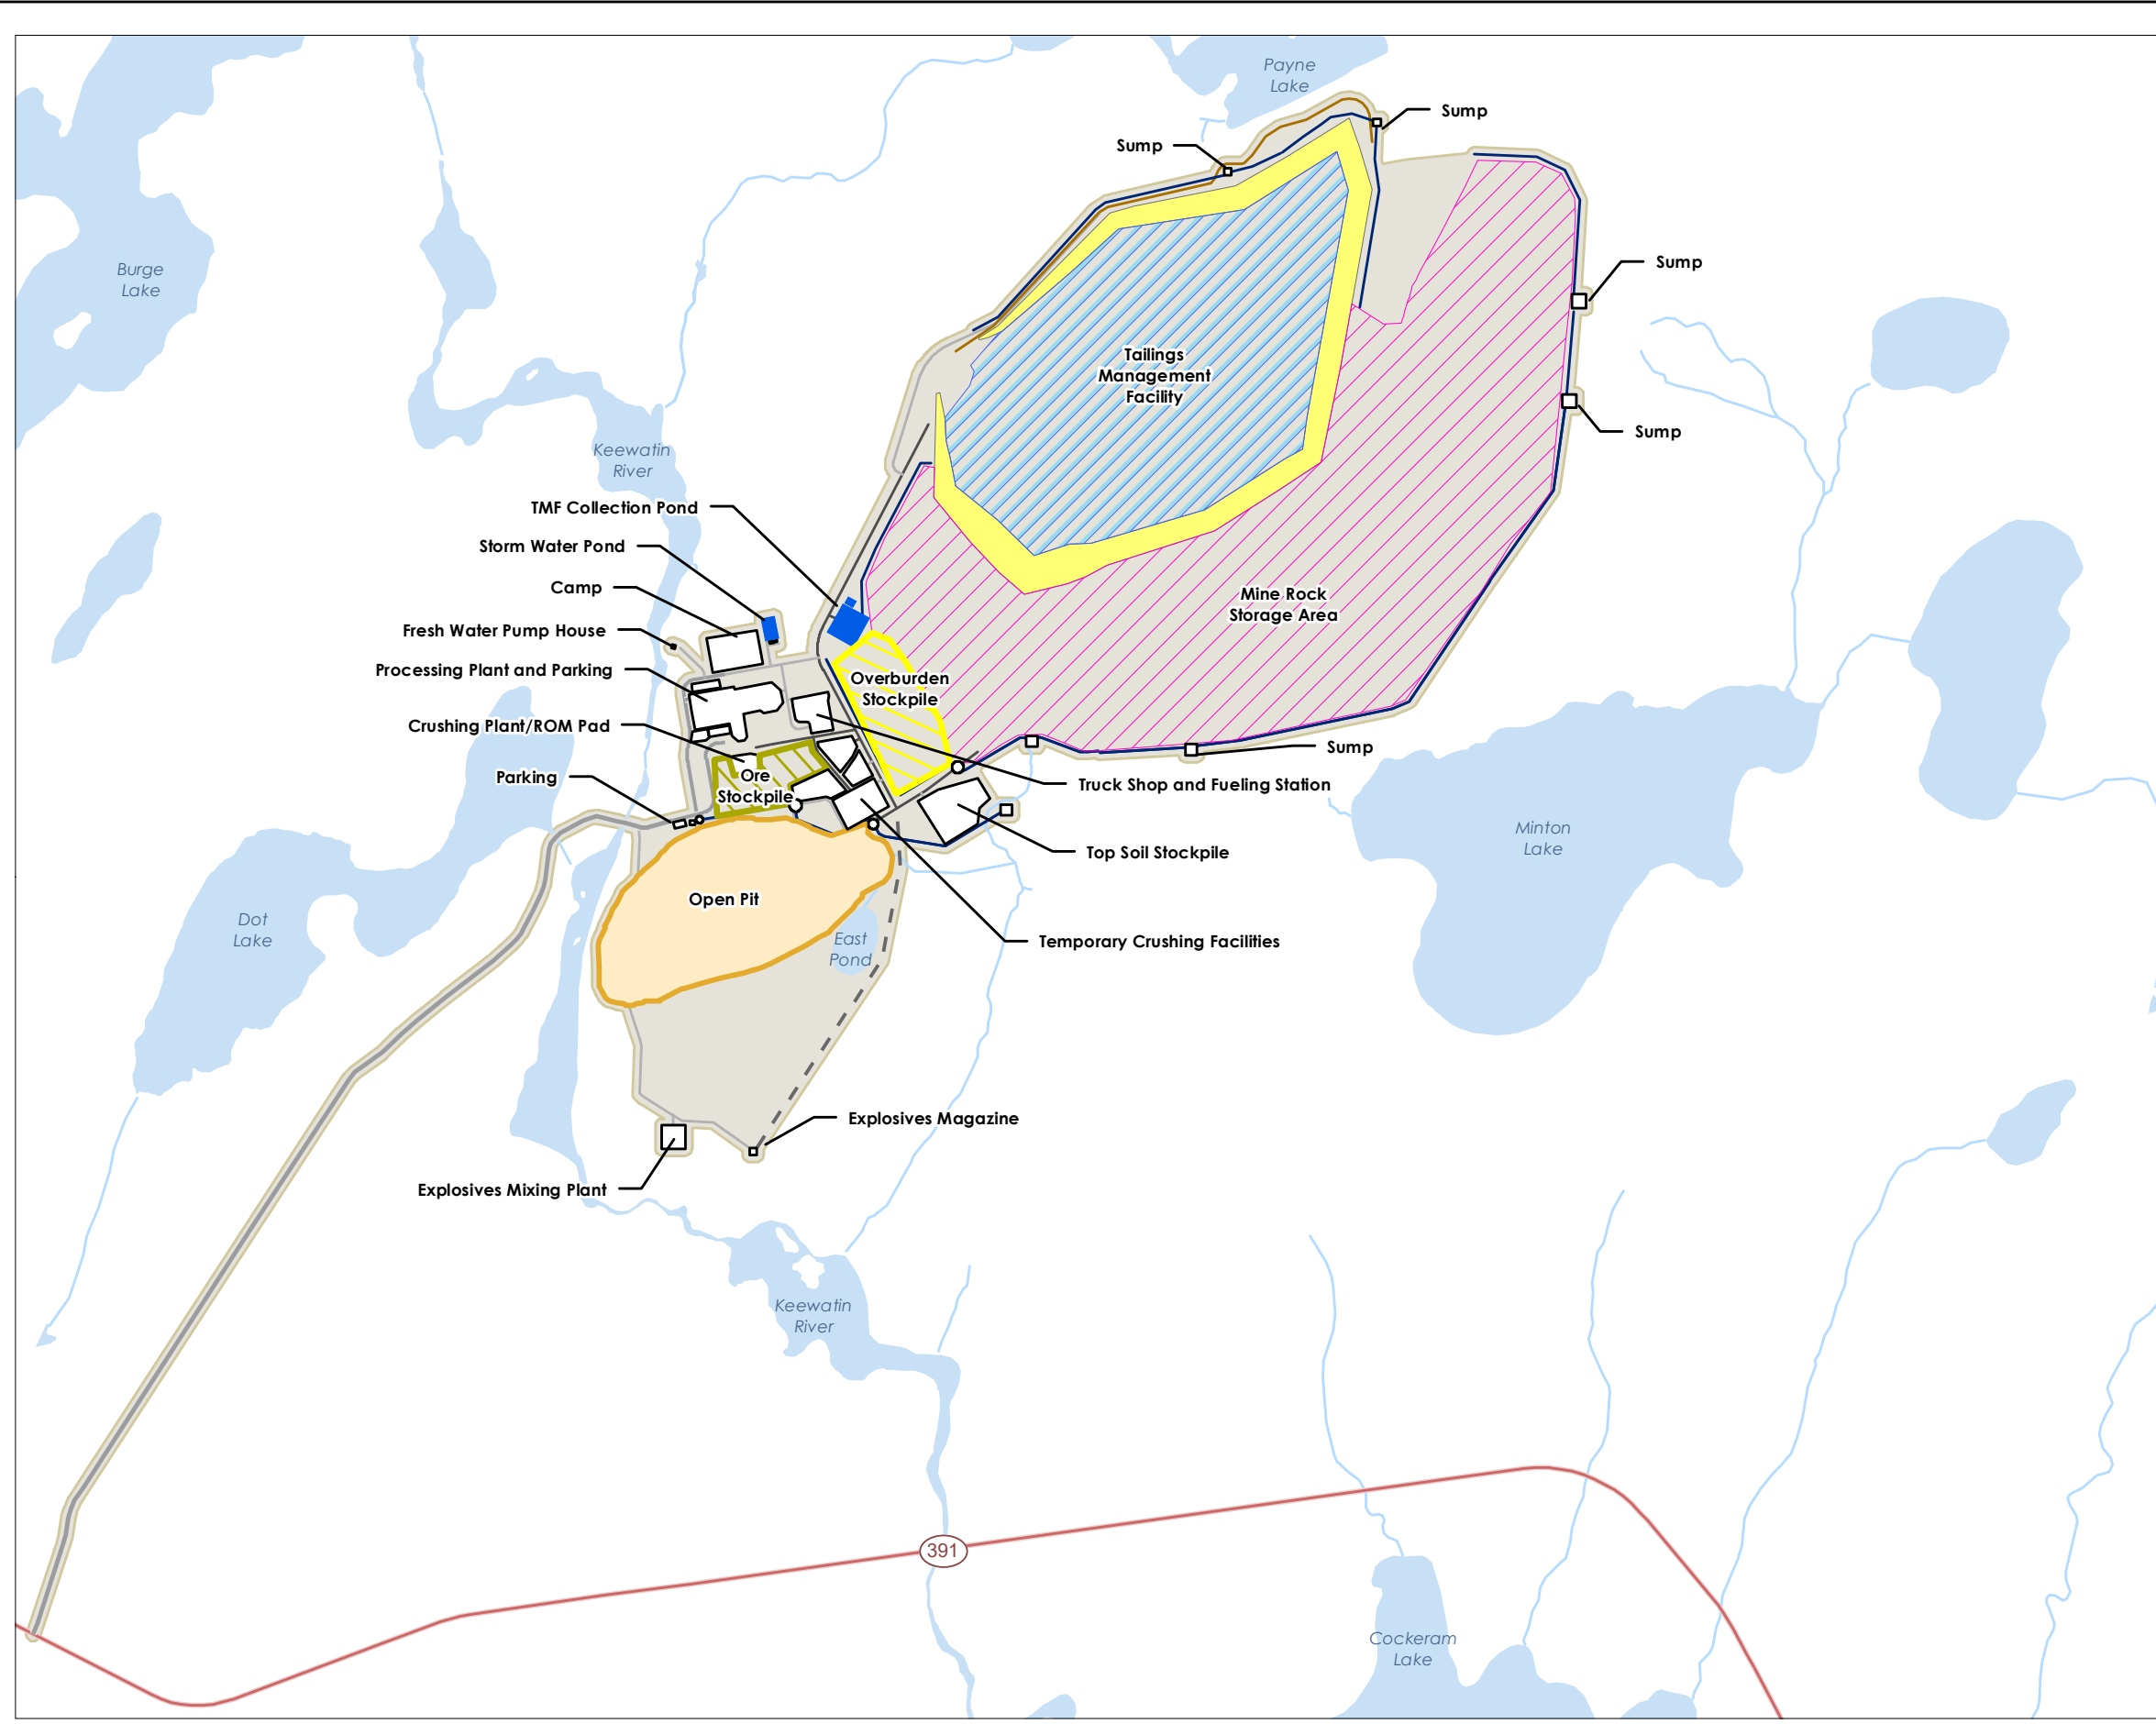 Payne
Lake
Sump
Sump
Burge
Lake
Sump
Tailings
Management
Facility
Sump
Keewatin
River
TMF Collection Pond
Storm Water Pond
Camp
Mine Rock
Storage Area
Fresh Water Pump House
Processing Plant and Parking
Overburden
Stockpile
Crushing Plant/ROM Pad
Sump
Parking
Ore
Stockpile
Truck Shop and Fueling Station
Minton
Lake
Top Soil Stockpile
Open Pit
Dot
Lake
East
Pond
Temporary Crushing Facilities
Explosives Magazine
Explosives Mixing Plant
Keewatin
River
391
Cockeram
Lake